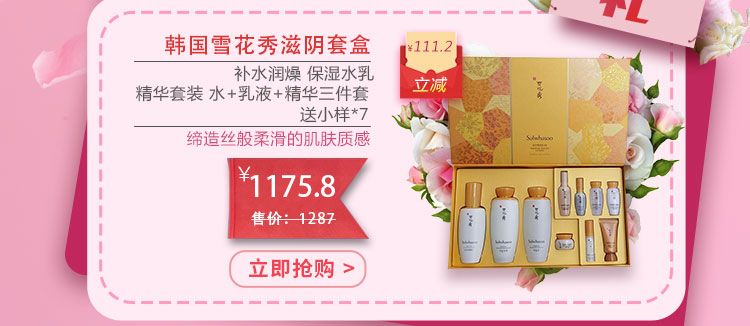 礼
韩国雪花秀滋阴套盒
补水润燥 保湿水乳
精华套装 水+乳液+精华三件套
送小样*7
缔造丝般柔滑的肌肤质感
¥1175.8
售价：1287
立即抢购 >
¥111.2
立减
Sulwhasoo